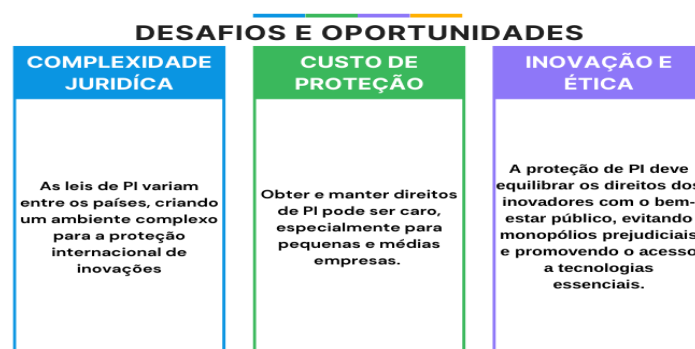 DESAFIOS E OPORTUNIDADES
COMPLEXIDADE
JURIDÍCA
As leis de PI variam
entre os países, criando
um ambiente complexo
para a proteção
internacional de
inovações
CUSTO DE
PROTEÇÃO
Obter e manter direitos
de PI pode ser caro,
especialmente para
pequenas e médias
empresas.
INOVAÇÃO E
ÉTICA
A proteção de PI deve
equilibrar os direitos dos
inovadores com o bem-
estar público, evitando
monopólios prejudiciais
e promovendo o acesso
a tecnologias
essenciais.